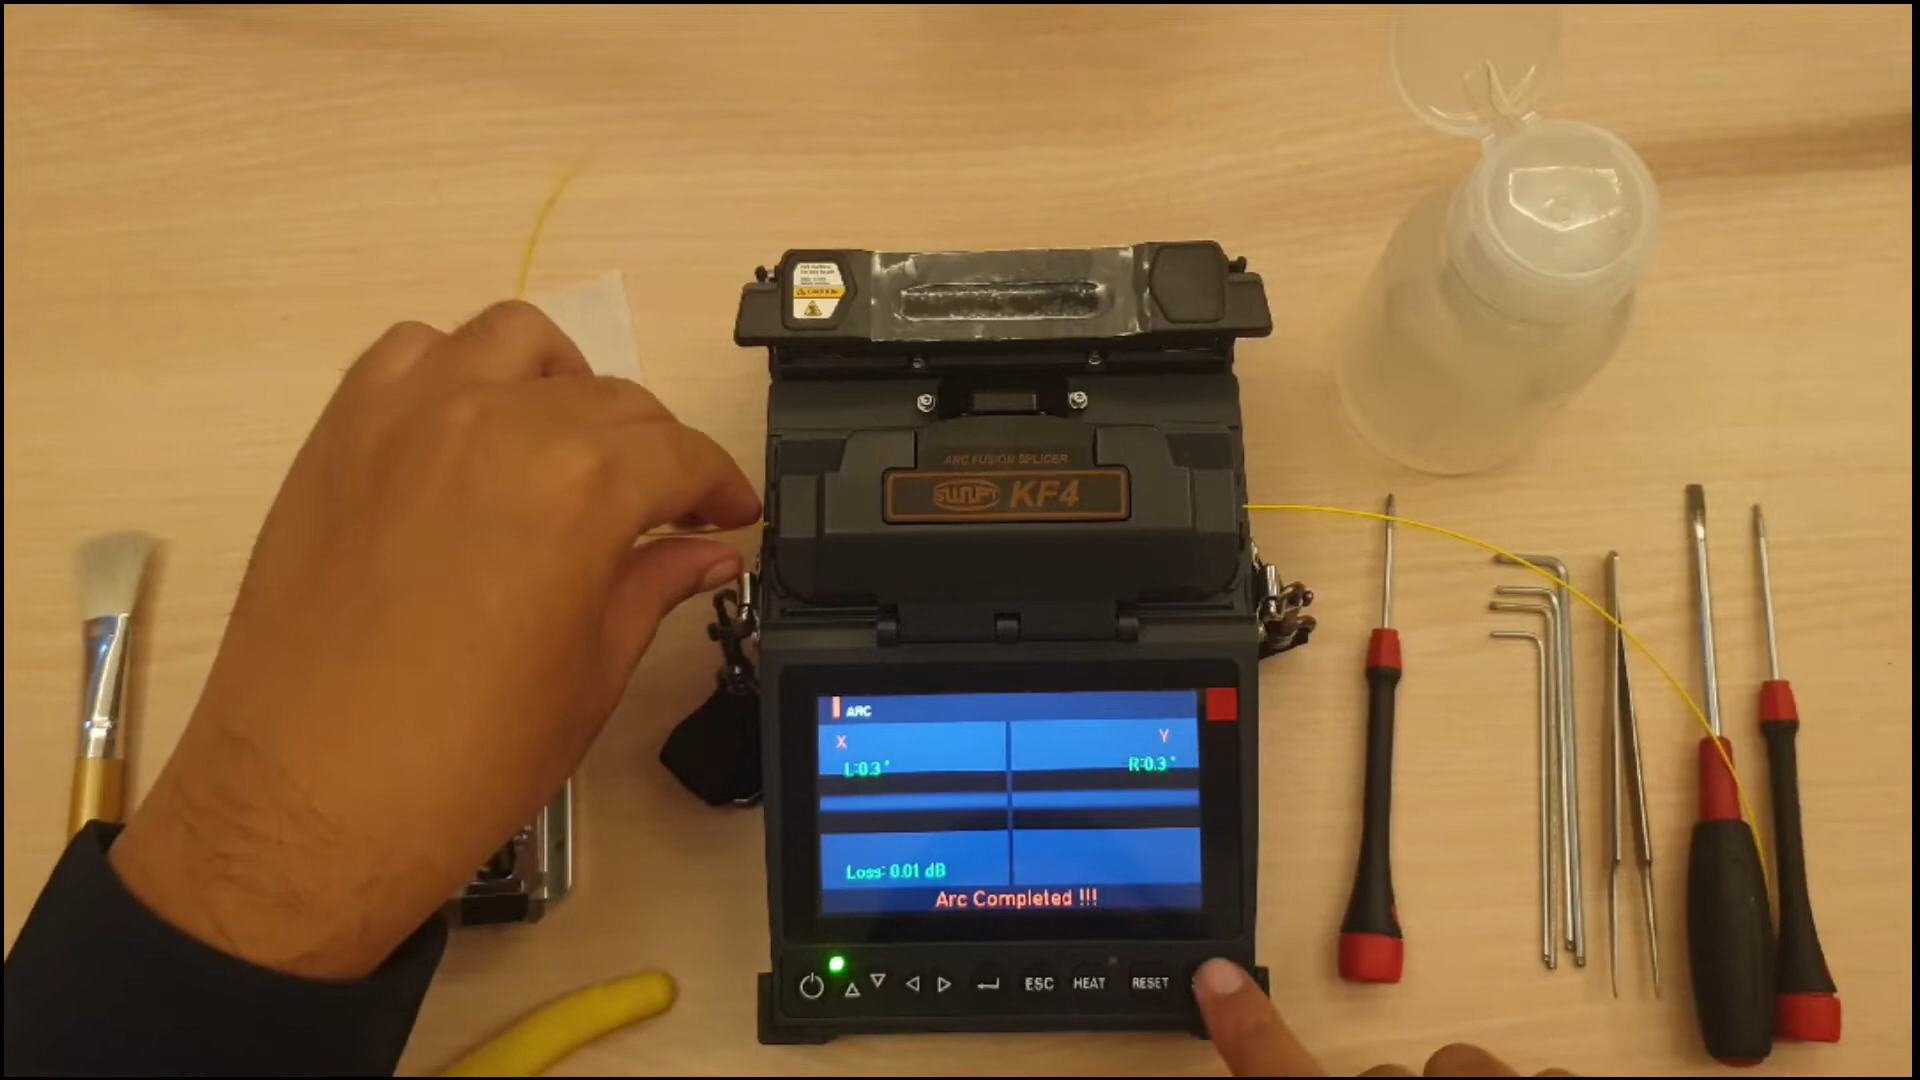 ARC FUSION SPLICER
SWIFT KF4
ARC
X Y
L:0.3° R:0.3°
Loss: 0.01 dB
Arc Completed !!!
ESC HEAT RESET